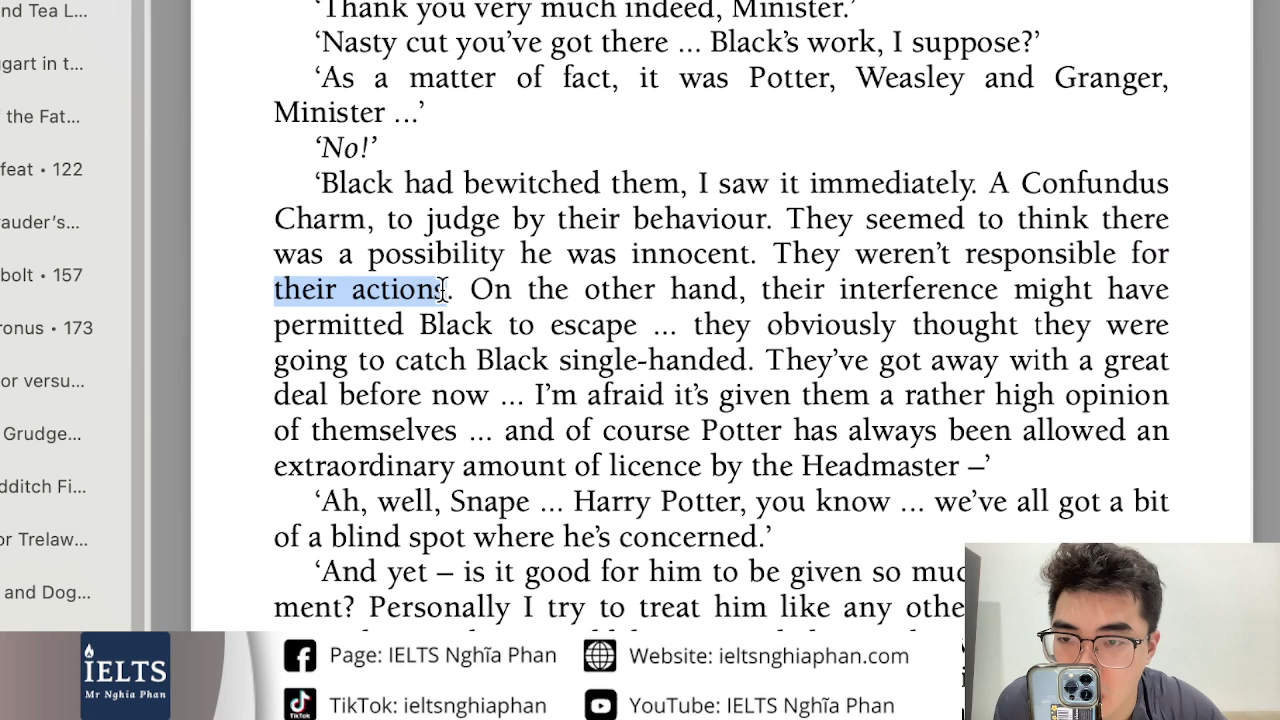 nd Tea L...
ggart in t...
f the Fat...
feat • 122
rauder's...
bolt • 157
ronus • 173
or versu...
Grudge...
dditch Fi...
or Trelaw...
and Dog...
‘Thank you very much indeed, Minister.’
‘Nasty cut you’ve got there ... Black’s work, I suppose?’
‘As a matter of fact, it was Potter, Weasley and Granger,
Minister ...’
‘No!’
‘Black had bewitched them, I saw it immediately. A Confundus
Charm, to judge by their behaviour. They seemed to think there
was a possibility he was innocent. They weren’t responsible for
their actions. On the other hand, their interference might have
permitted Black to escape ... they obviously thought they were
going to catch Black single-handed. They’ve got away with a great
deal before now ... I’m afraid it’s given them a rather high opinion
of themselves ... and of course Potter has always been allowed an
extraordinary amount of licence by the Headmaster –’
‘Ah, well, Snape ... Harry Potter, you know ... we’ve all got a bit
of a blind spot where he’s concerned.’
‘And yet – is it good for him to be given so muc
ment? Personally I try to treat him like any othe
IELTS
Mr Nghia Phan
Page: IELTS Nghĩa Phan
Website: ieltsnghiaphan.com
TikTok
TikTok: ieltsnghiaphan
YouTube: IELTS Nghĩa Phan